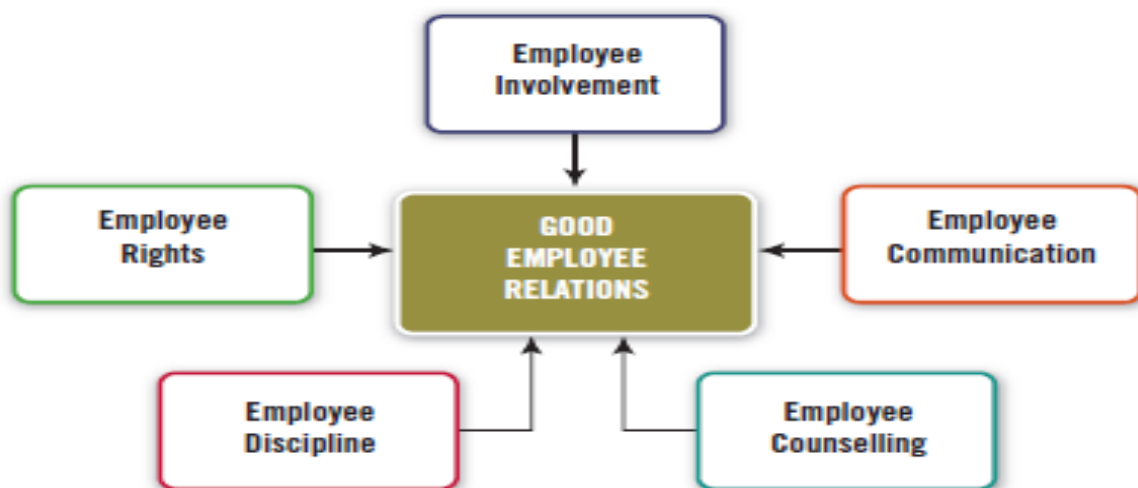 Employee
Involvement
Employee
Rights
GOOD
EMPLOYEE
RELATIONS
Employee
Communication
Employee
Discipline
Employee
Counselling